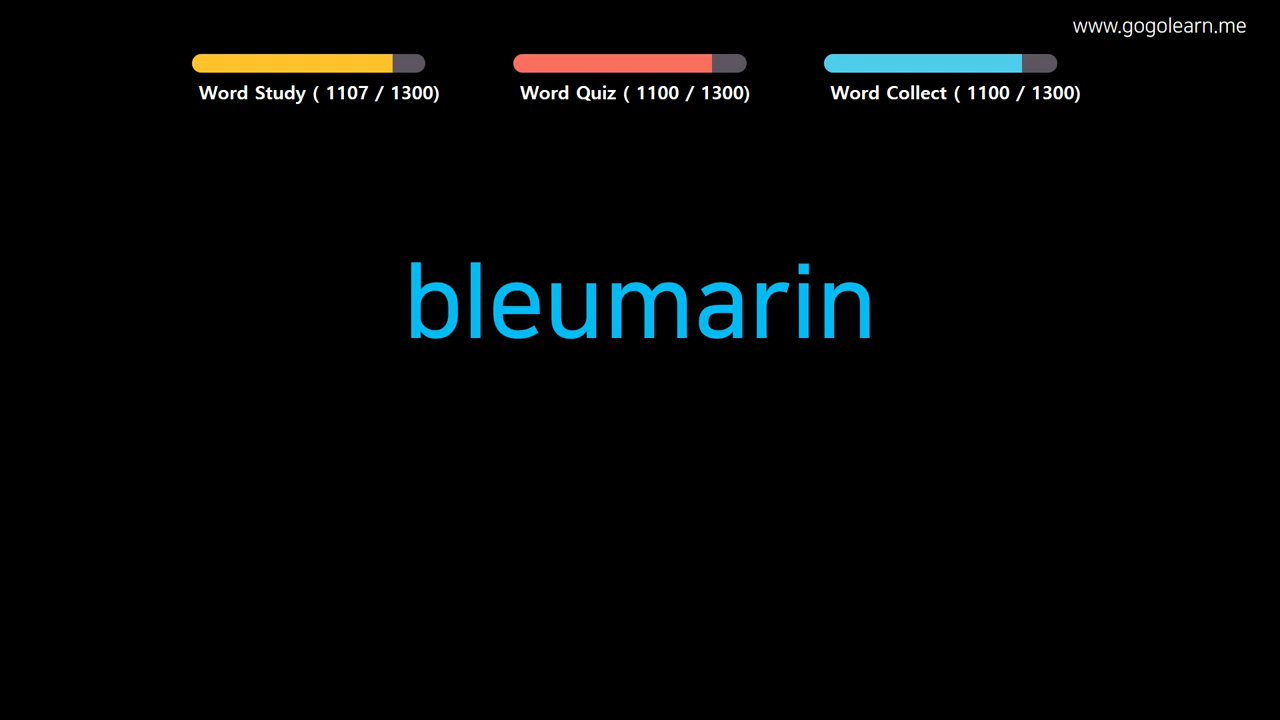 www.gogolearn.me
Word Study ( 1107 / 1300)
Word Quiz ( 1100 / 1300)
Word Collect ( 1100 / 1300)
bleumarin